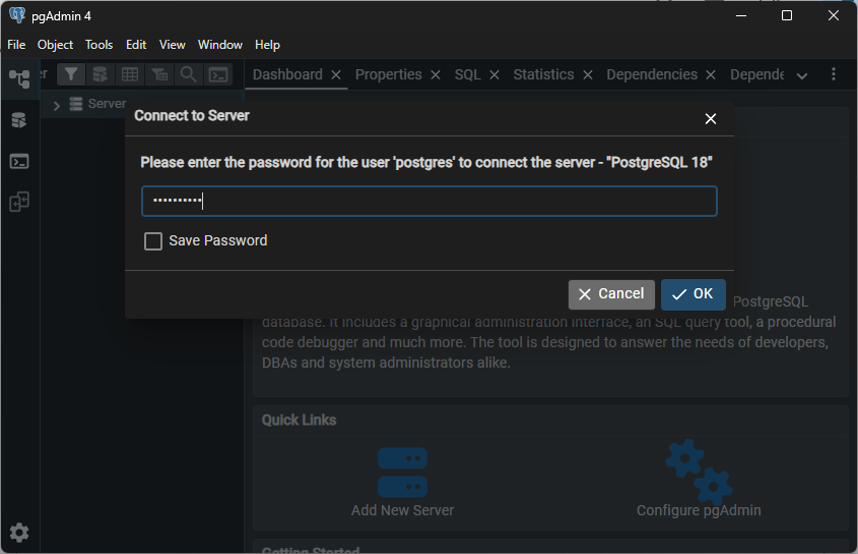 pgAdmin 4
File Object Tools Edit View Window Help
Dashboard Properties SQL Statistics Dependencies
Server
Connect to Server
Please enter the password for the user 'postgres' to connect the server - "PostgreSQL 18"
••••••••••
Save Password
Cancel OK
PostgreSQL
database. It includes a graphical administration interface, an SQL query tool, a procedural
code debugger and much more. The tool is designed to answer the needs of developers,
DBAs and system administrators alike.
Quick Links
Add New Server Configure pgAdmin
Getting Started